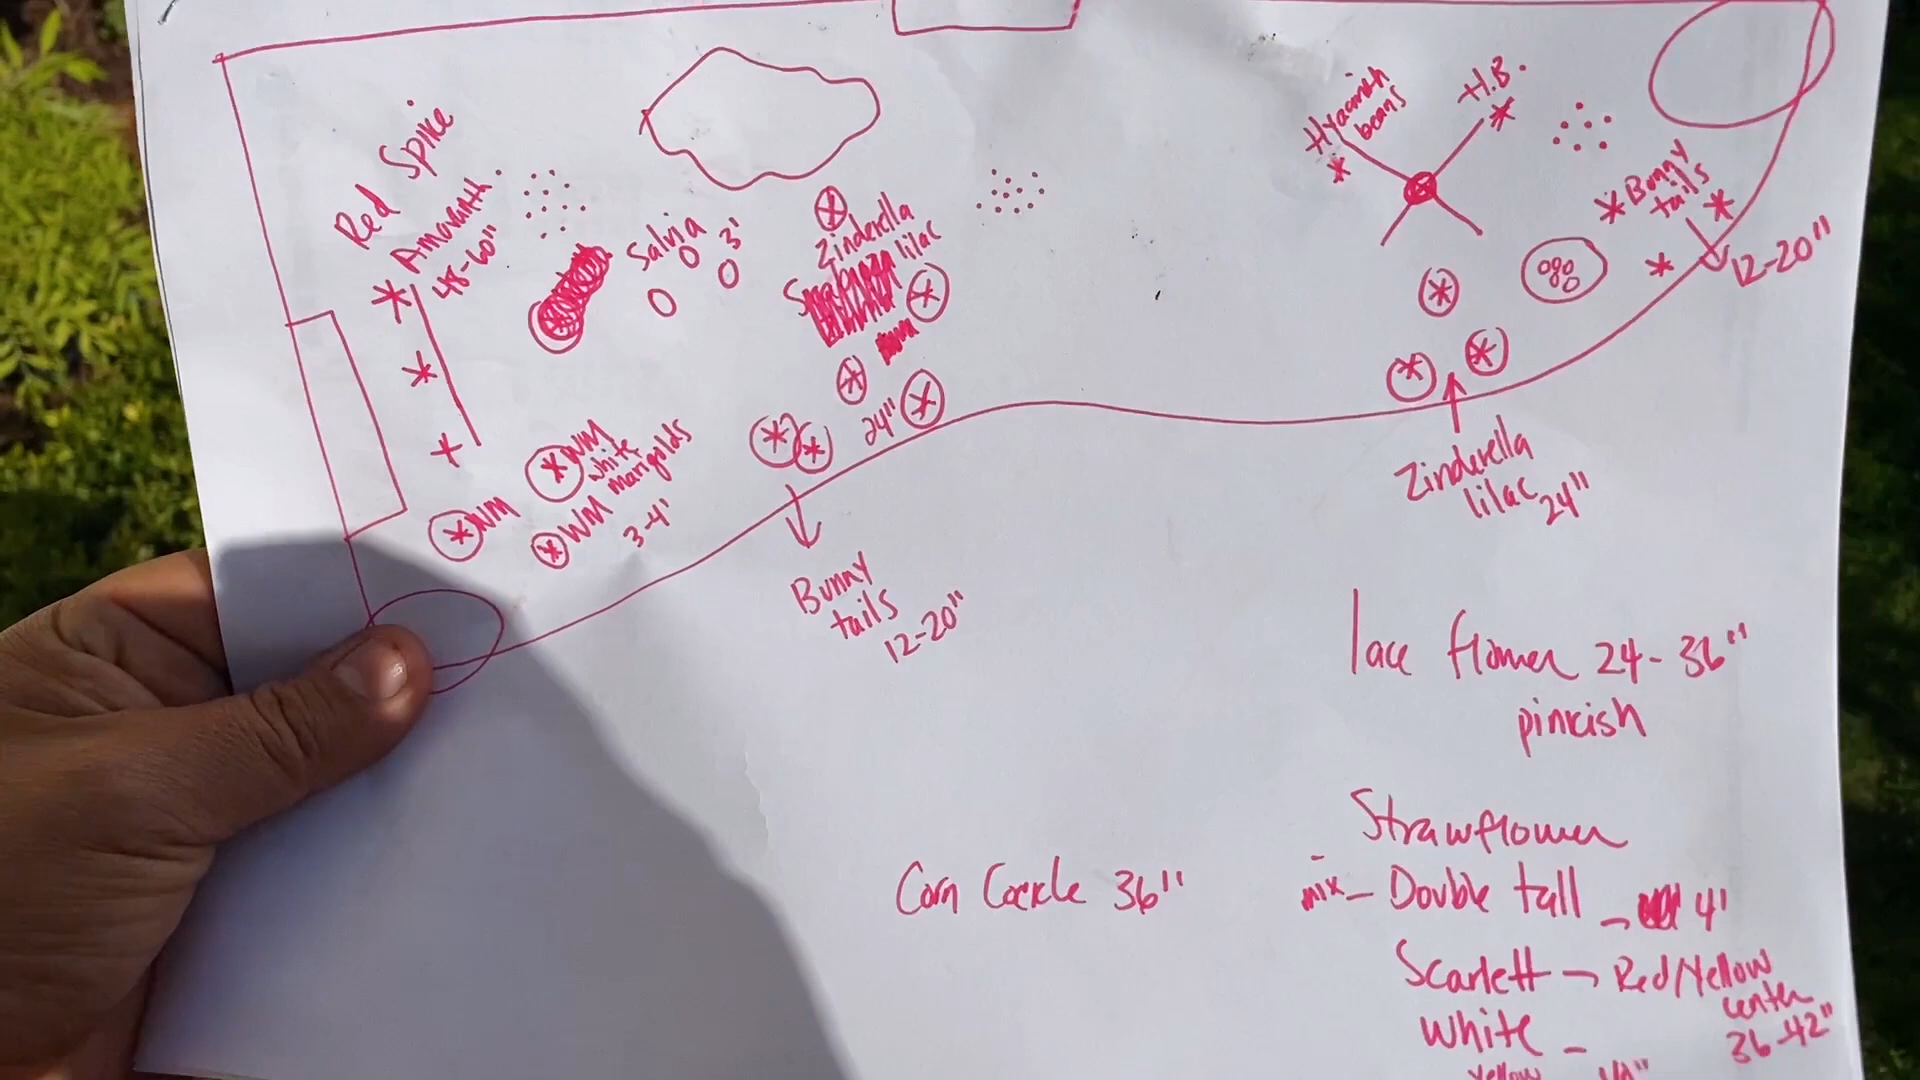 Red Spike
Amaranth
48-60"
Salvia
3'
Zinderella
lilac
24"
WM
white
marigolds
WM
WM
3-4'
Bunny
tails
12-20"
Hyacinth
beans
H.B.
Bunny
tails
12-20"
Zinderella
lilac
24"
lace flower 24-36"
pinkish
Corn Cockle 36"
Strawflower
mix - Double tall - 4'
Scarlett → Red/Yellow
center
36-42"
White -
Yellow